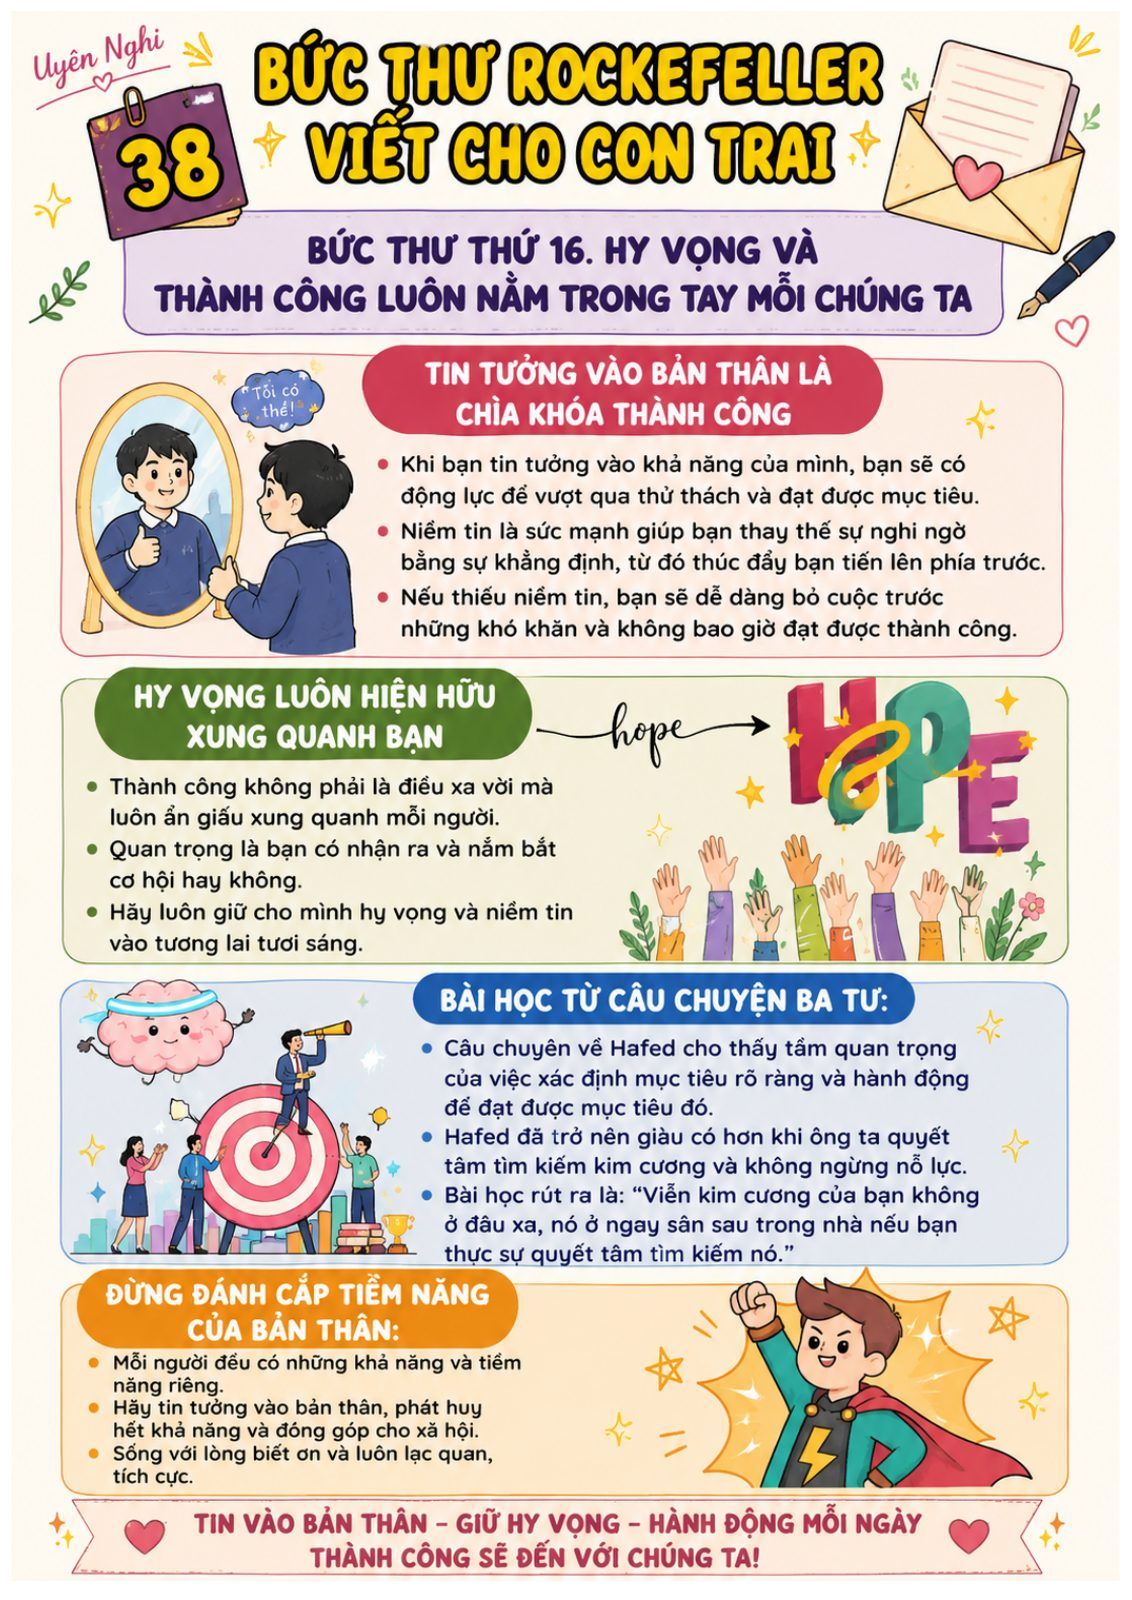 Uyên Nghi
38
BỨC THƯ ROCKEFELLER
VIẾT CHO CON TRAI
BỨC THƯ THỨ 16. HY VỌNG VÀ
THÀNH CÔNG LUÔN NẰM TRONG TAY MỖI CHÚNG TA
TIN TƯỞNG VÀO BẢN THÂN LÀ
CHÌA KHÓA THÀNH CÔNG
Tôi có
thể!
• Khi bạn tin tưởng vào khả năng của mình, bạn sẽ có
động lực để vượt qua thử thách và đạt được mục tiêu.
• Niềm tin là sức mạnh giúp bạn thay thế sự nghi ngờ
bằng sự khẳng định, từ đó thúc đẩy bạn tiến lên phía trước.
• Nếu thiếu niềm tin, bạn sẽ dễ dàng bỏ cuộc trước
những khó khăn và không bao giờ đạt được thành công.
HY VỌNG LUÔN HIỆN HỮU
XUNG QUANH BẠN
hope
HOPE
• Thành công không phải là điều xa vời mà
luôn ẩn giấu xung quanh mỗi người.
• Quan trọng là bạn có nhận ra và nắm bắt
cơ hội hay không.
• Hãy luôn giữ cho mình hy vọng và niềm tin
vào tương lai tươi sáng.
BÀI HỌC TỪ CÂU CHUYỆN BA TƯ:
• Câu chuyên về Hafed cho thấy tầm quan trọng
của việc xác định mục tiêu rõ ràng và hành động
để đạt được mục tiêu đó.
• Hafed đã trở nên giàu có hơn khi ông ta quyết
tâm tìm kiếm kim cương và không ngừng nỗ lực.
• Bài học rút ra là: “Viễn kim cương của bạn không
ở đâu xa, nó ở ngay sân sau trong nhà nếu bạn
thực sự quyết tâm tìm kiếm nó.”
ĐỪNG ĐÁNH CẮP TIỀM NĂNG
CỦA BẢN THÂN:
• Mỗi người đều có những khả năng và tiềm
năng riêng.
• Hãy tin tưởng vào bản thân, phát huy
hết khả năng và đóng góp cho xã hội.
• Sống với lòng biết ơn và luôn lạc quan,
tích cực.
TIN VÀO BẢN THÂN – GIỮ HY VỌNG – HÀNH ĐỘNG MỖI NGÀY
THÀNH CÔNG SẼ ĐẾN VỚI CHÚNG TA!